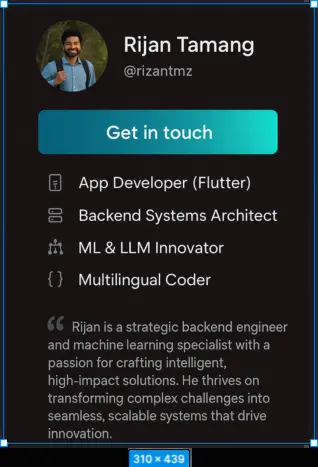 Rijan Tamang
@rizantmz
Get in touch
App Developer (Flutter)
Backend Systems Architect
ML & LLM Innovator
Multilingual Coder
Rijan is a strategic backend engineer
and machine learning specialist with a
passion for crafting intelligent,
high-impact solutions. He thrives on
transforming complex challenges into
seamless, scalable systems that drive
innovation.
310 × 439